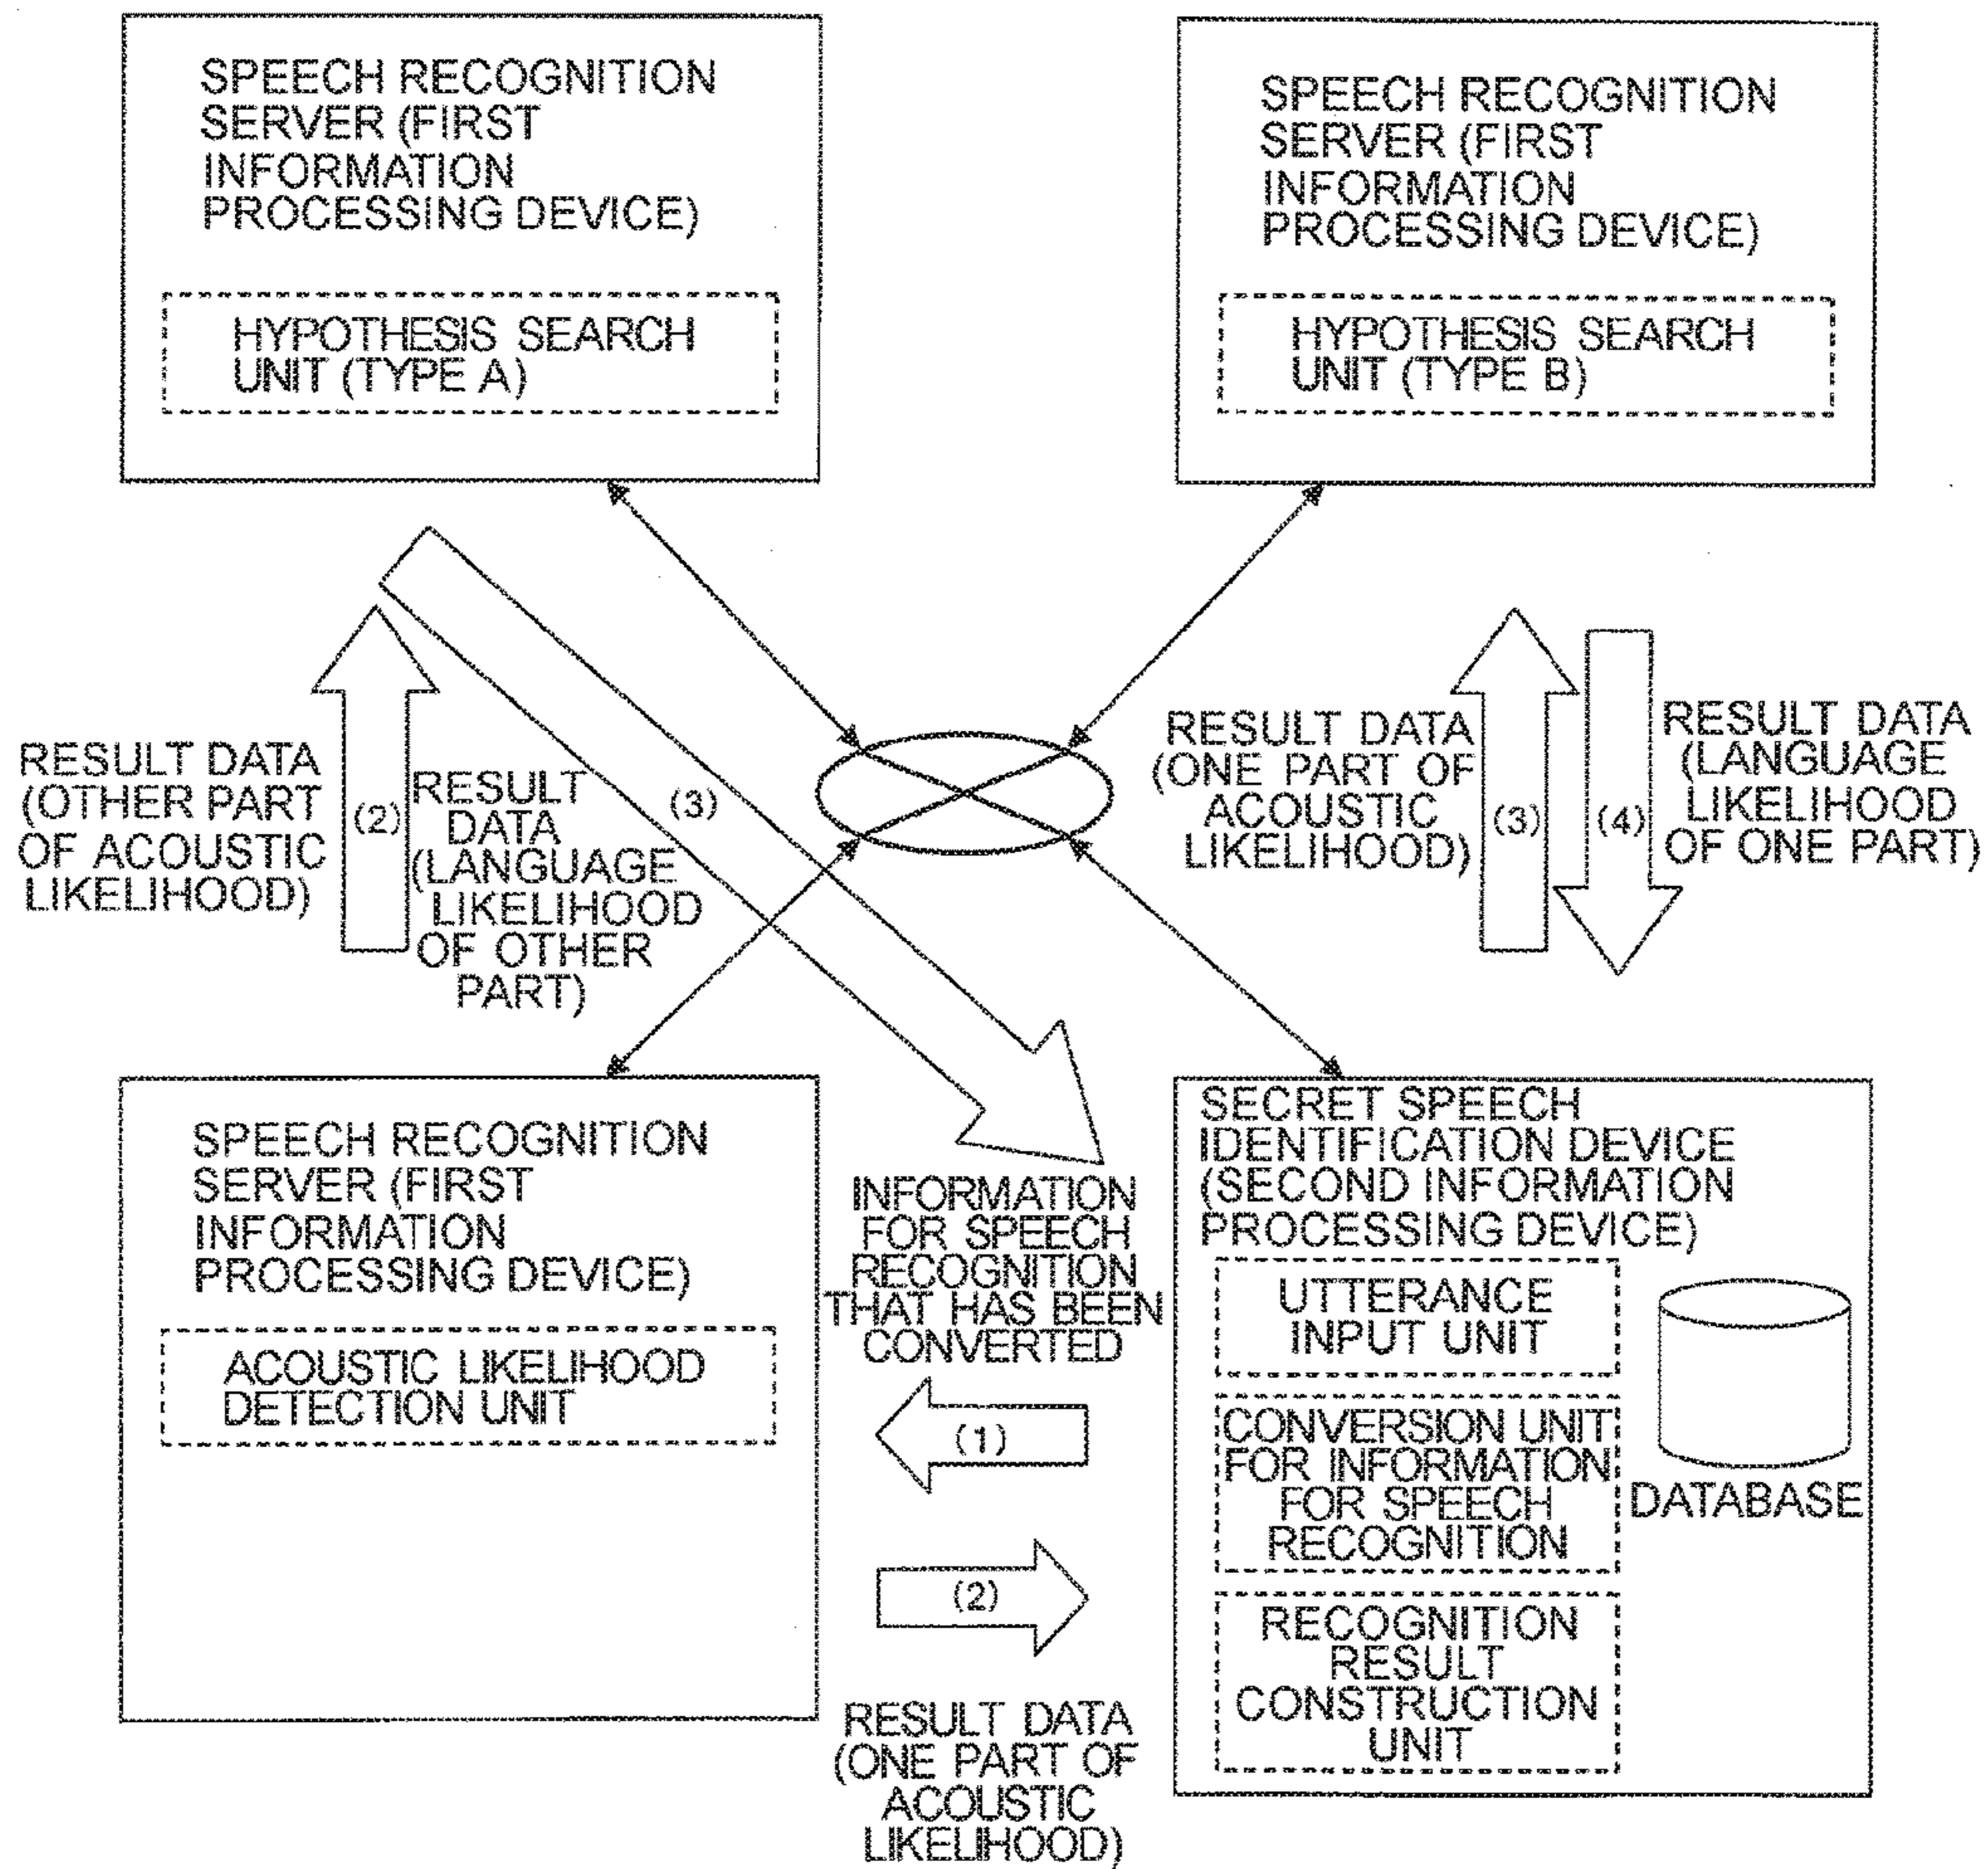 SPEECH RECOGNITION
SERVER (FIRST
INFORMATION
PROCESSING DEVICE)
HYPOTHESIS SEARCH
UNIT (TYPE A)
SPEECH RECOGNITION
SERVER (FIRST
INFORMATION
PROCESSING DEVICE)
HYPOTHESIS SEARCH
UNIT (TYPE B)
RESULT DATA
(OTHER PART
OF ACOUSTIC
LIKELIHOOD)
(2)
RESULT
DATA
(LANGUAGE
LIKELIHOOD
OF OTHER
PART)
(3)
RESULT DATA
(ONE PART OF
ACOUSTIC
LIKELIHOOD)
(3)
(4)
RESULT DATA
(LANGUAGE
LIKELIHOOD
OF ONE PART)
SPEECH RECOGNITION
SERVER (FIRST
INFORMATION
PROCESSING DEVICE)
ACOUSTIC LIKELIHOOD
DETECTION UNIT
INFORMATION
FOR SPEECH
RECOGNITION
THAT HAS BEEN
CONVERTED
(1)
(2)
RESULT DATA
(ONE PART OF
ACOUSTIC
LIKELIHOOD)
SECRET SPEECH
IDENTIFICATION DEVICE
(SECOND INFORMATION
PROCESSING DEVICE)
UTTERANCE
INPUT UNIT
CONVERSION UNIT
FOR INFORMATION
FOR SPEECH
RECOGNITION
RECOGNITION
RESULT
CONSTRUCTION
UNIT
DATABASE